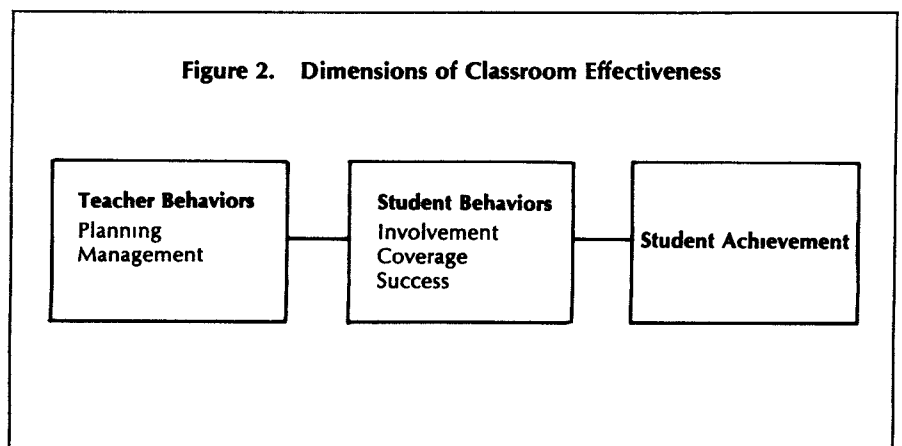 Figure 2. Dimensions of Classroom Effectiveness
Teacher Behaviors
Planning
Management
Student Behaviors
Involvement
Coverage
Success
Student Achievement